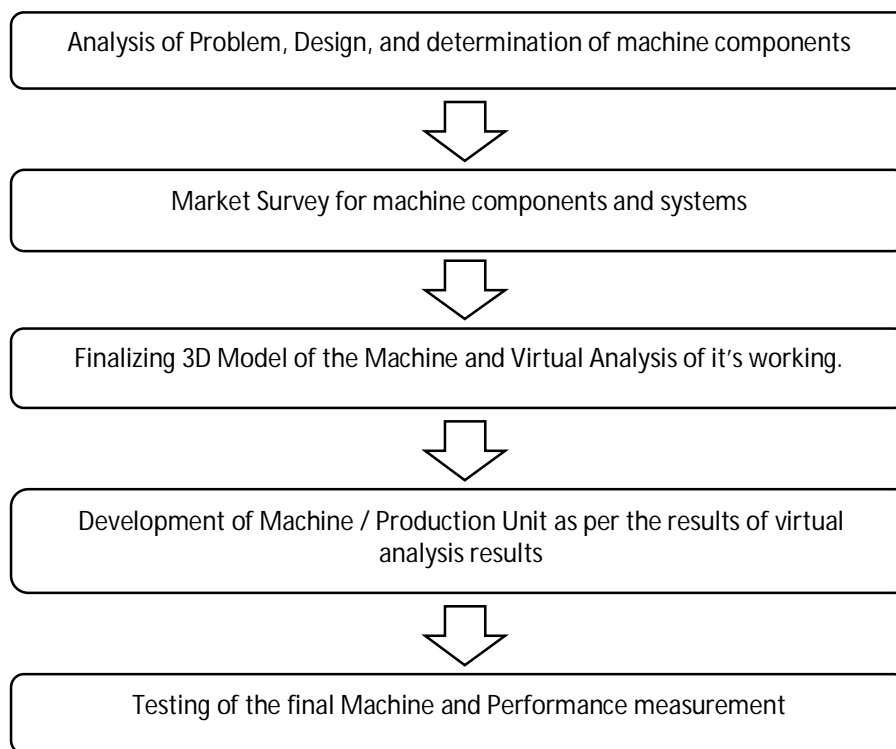 Analysis of Problem, Design, and determination of machine components
Market Survey for machine components and systems
Finalizing 3D Model of the Machine and Virtual Analysis of it's working.
Development of Machine / Production Unit as per the results of virtual
analysis results
Testing of the final Machine and Performance measurement